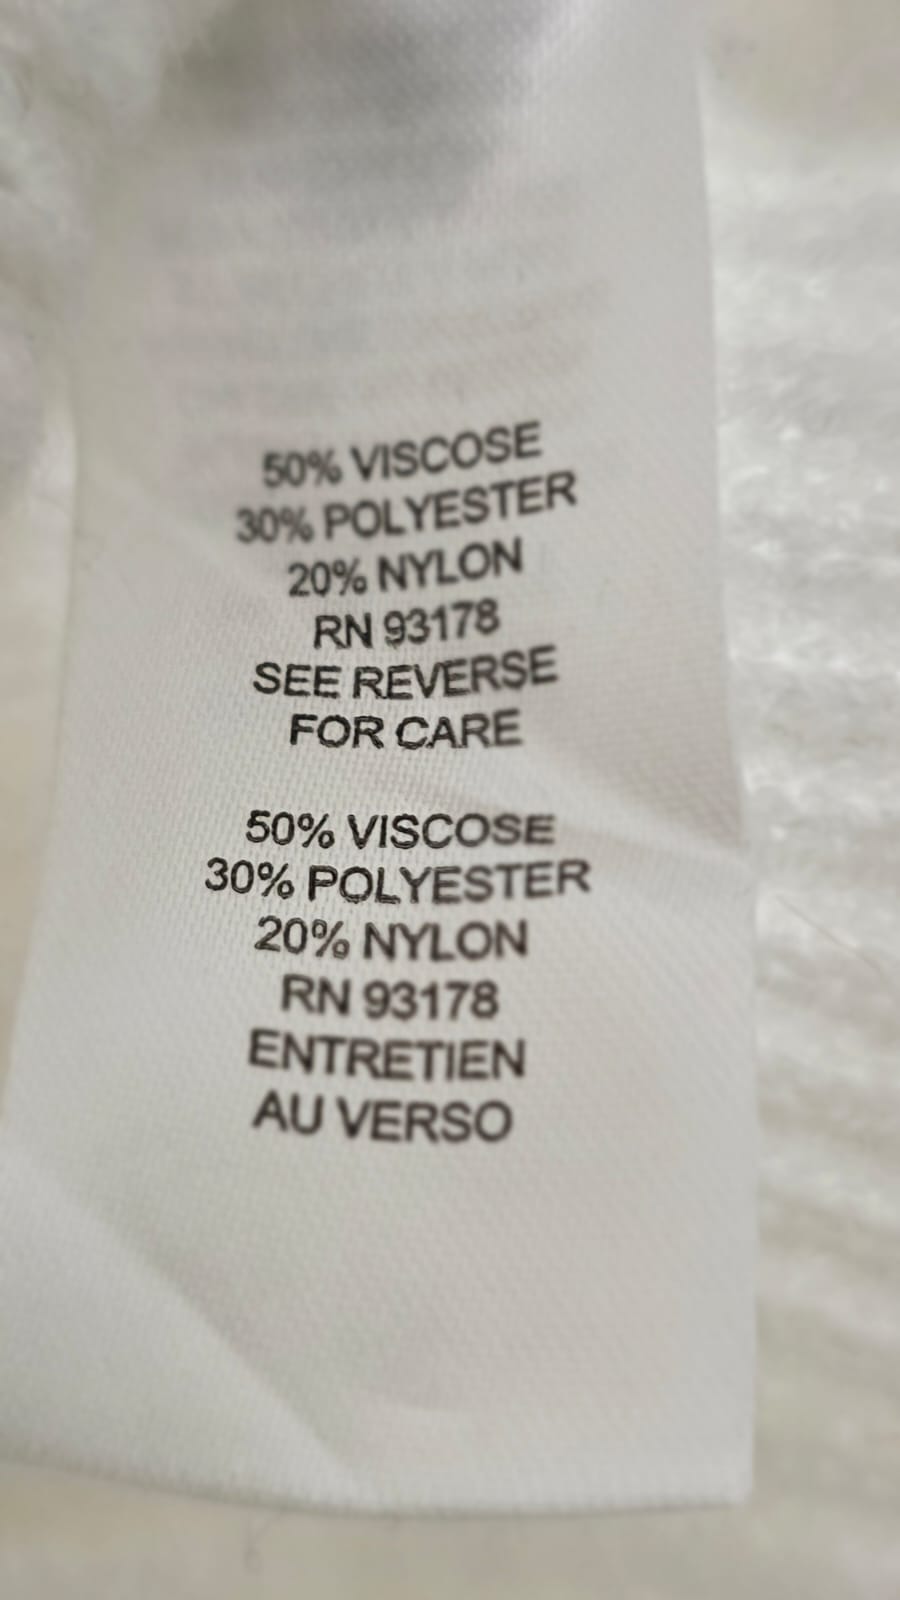 50% VISCOSE
30% POLYESTER
20% NYLON
RN 93178
SEE REVERSE
FOR CARE
50% VISCOSE
30% POLYESTER
20% NYLON
RN 93178
ENTRETIEN
AU VERSO